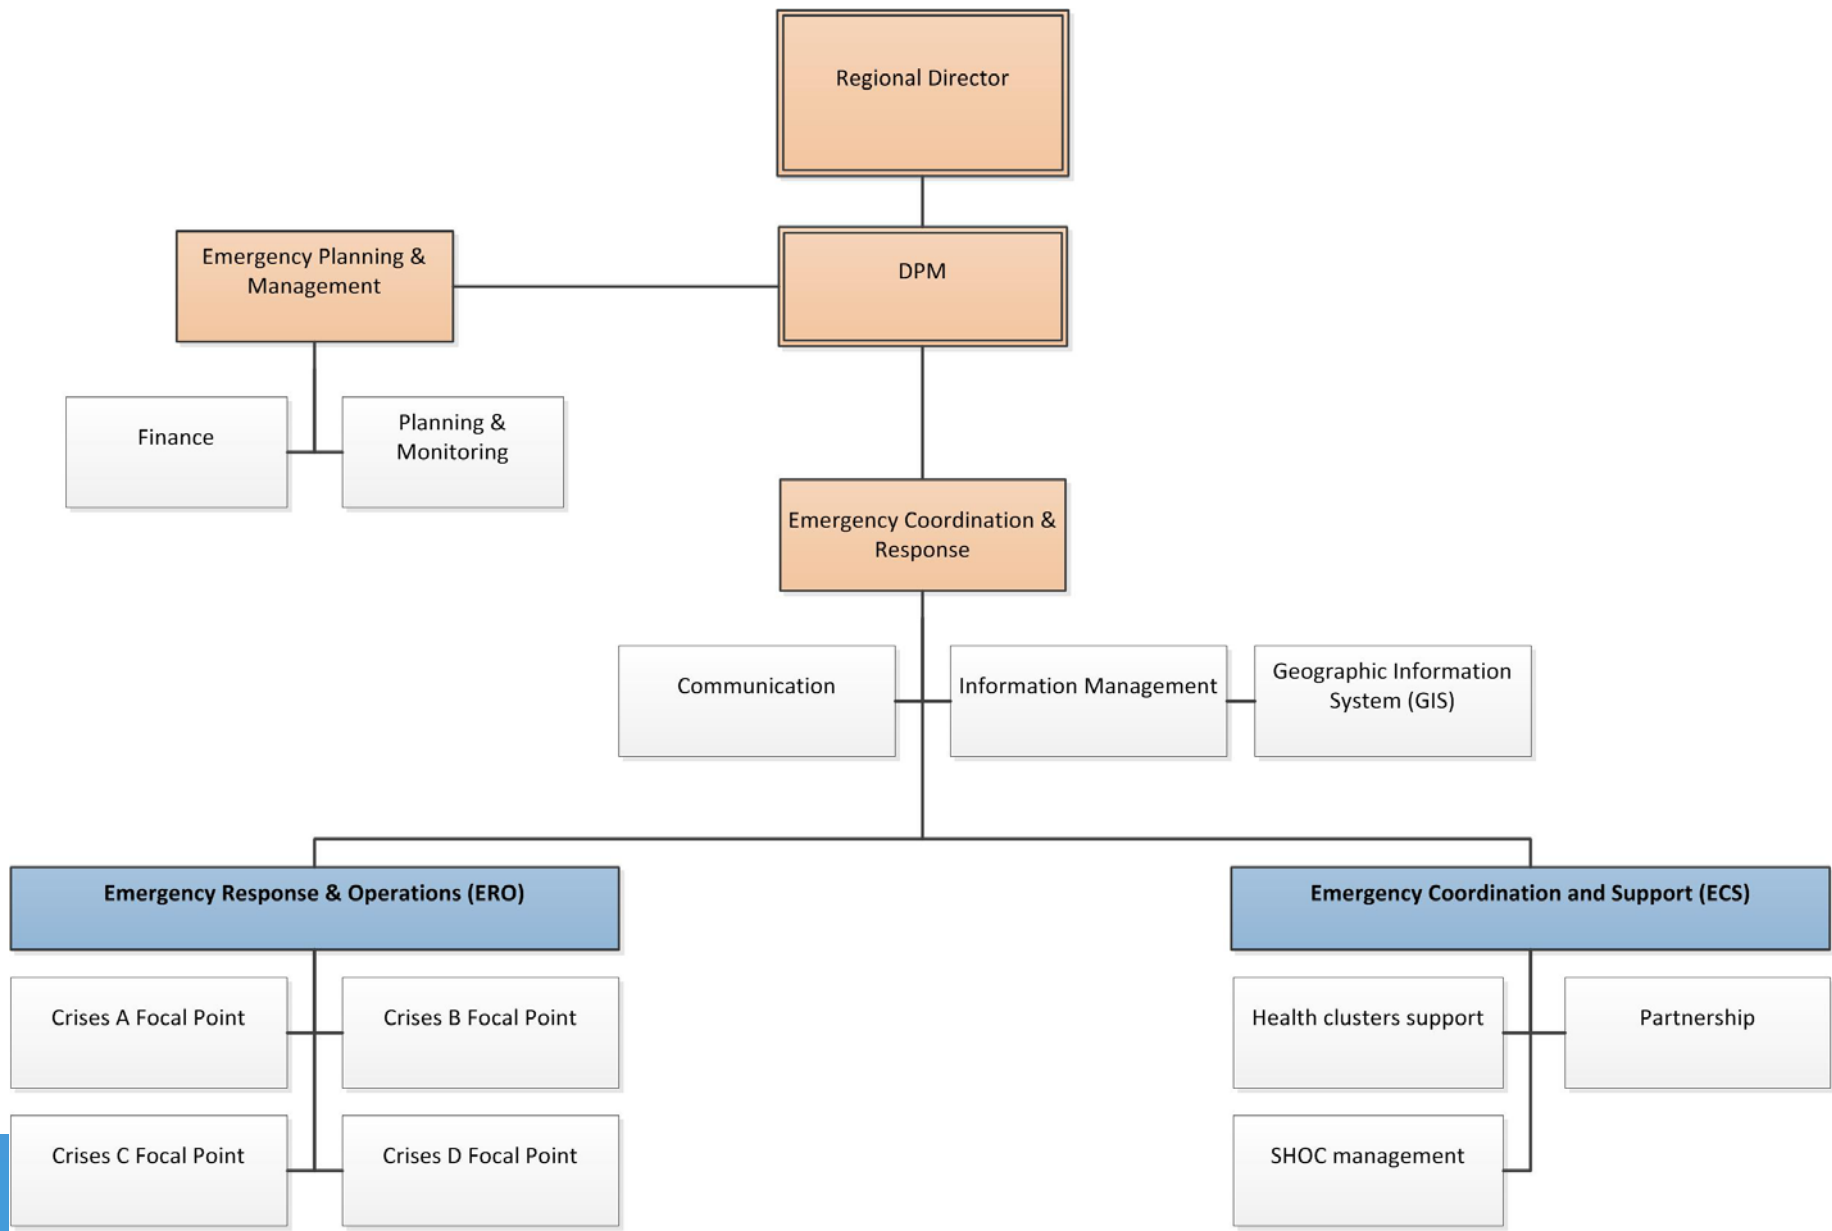 Regional Director
Emergency Planning &
Management
DPM
Finance
Planning &
Monitoring
Emergency Coordination &
Response
Communication
Information Management
Geographic Information
System (GIS)
Emergency Response & Operations (ERO)
Emergency Coordination and Support (ECS)
Crises A Focal Point
Crises B Focal Point
Health clusters support
Partnership
Crises C Focal Point
Crises D Focal Point
SHOC management